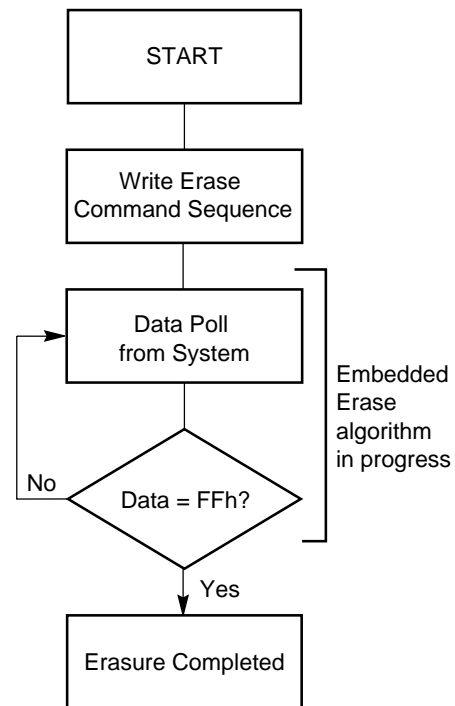 START
Write Erase
Command Sequence
Data Poll
from System
Embedded
Erase
algorithm
in progress
No
Data = FFh?
Yes
Erasure Completed